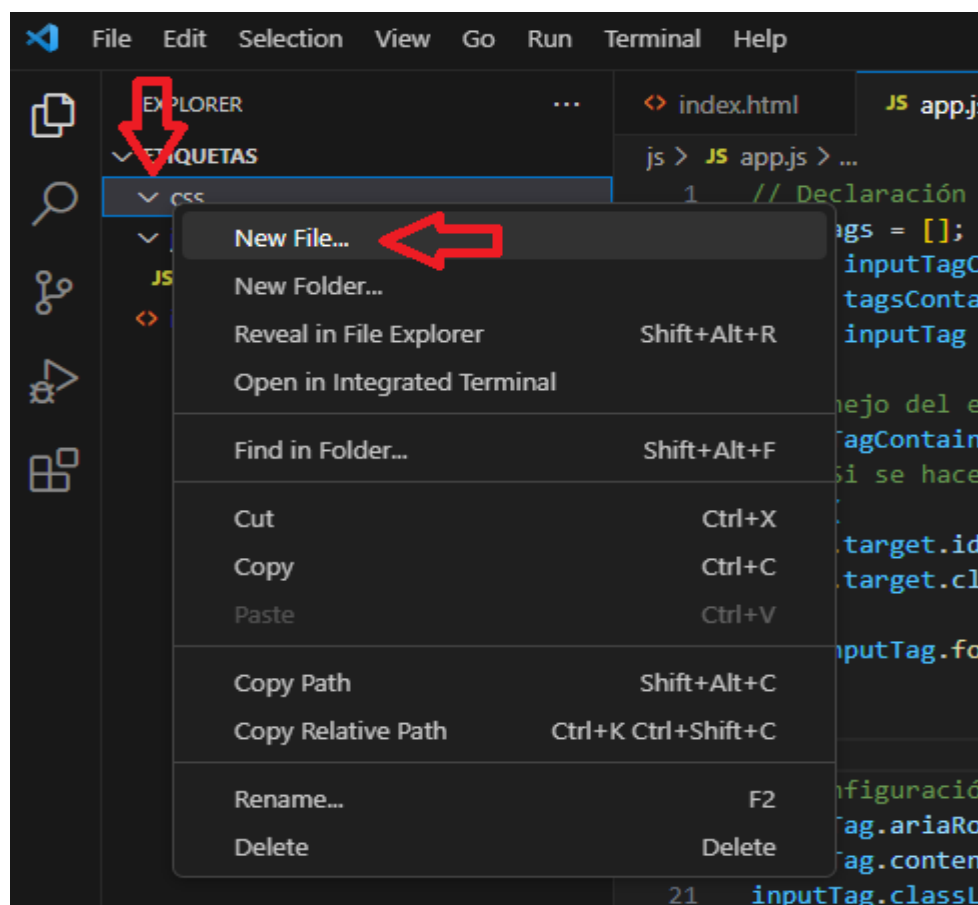 File Edit Selection View Go Run Terminal Help
EXPLORER ...
index.html JS app.js
ETIQUETAS
js > JS app.js > ...
css
1 // Declaración
New File...
gs = [];
JS
inputTagC
New Folder...
tagsConta
Reveal in File Explorer Shift+Alt+R
inputTag
Open in Integrated Terminal
nejo del e
Find in Folder... Shift+Alt+F
TagContain
Si se hace
Cut Ctrl+X
.target.id
Copy Ctrl+C
.target.cl
Paste Ctrl+V
nputTag.fo
Copy Path Shift+Alt+C
Copy Relative Path Ctrl+K Ctrl+Shift+C
Rename... F2
nfiguració
Tag.ariaRo
Delete Delete
Tag.conten
21 inputTag.classL